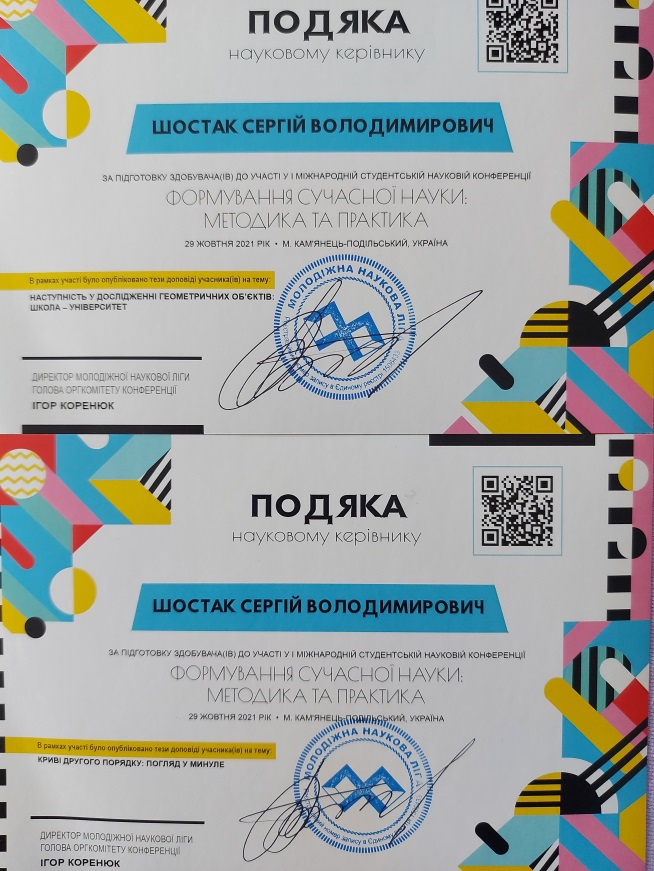 ПОДЯКА
науковому керівнику
ШОСТАК СЕРГІЙ ВОЛОДИМИРОВИЧ
ЗА ПІДГОТОВКУ ЗДОБУВАЧА(ІВ) ДО УЧАСТІ У І МІЖНАРОДНІЙ СТУДЕНТСЬКІЙ НАУКОВІЙ КОНФЕРЕНЦІЇ
ФОРМУВАННЯ СУЧАСНОЇ НАУКИ:
МЕТОДИКА ТА ПРАКТИКА
29 ЖОВТНЯ 2021 РІК • М. КАМ'ЯНЕЦЬ-ПОДІЛЬСЬКИЙ, УКРАЇНА
В рамках участі було опубліковано тези доповіді учасника(ів) на тему:
НАСТУПНІСТЬ У ДОСЛІДЖЕННІ ГЕОМЕТРИЧНИХ ОБ'ЄКТІВ:
ШКОЛА – УНІВЕРСИТЕТ
МОЛОДІЖНА НАУКОВА ЛІГА
запису в Єдиному реєстрі
ДИРЕКТОР МОЛОДІЖНОЇ НАУКОВОЇ ЛІГИ
ГОЛОВА ОРГКОМІТЕТУ КОНФЕРЕНЦІЇ
ІГОР КОРЕНЮК
ПОДЯКА
науковому керівнику
ШОСТАК СЕРГІЙ ВОЛОДИМИРОВИЧ
ЗА ПІДГОТОВКУ ЗДОБУВАЧА(ІВ) ДО УЧАСТІ У І МІЖНАРОДНІЙ СТУДЕНТСЬКІЙ НАУКОВІЙ КОНФЕРЕНЦІЇ
ФОРМУВАННЯ СУЧАСНОЇ НАУКИ:
МЕТОДИКА ТА ПРАКТИКА
29 ЖОВТНЯ 2021 РІК • М. КАМ'ЯНЕЦЬ-ПОДІЛЬСЬКИЙ, УКРАЇНА
В рамках участі було опубліковано тези доповіді учасника(ів) на тему:
КРИВІ ДРУГОГО ПОРЯДКУ: ПОГЛЯД У МИНУЛЕ
МОЛОДІЖНА НАУКОВА ЛІГА
номер запису в Єдиному
ДИРЕКТОР МОЛОДІЖНОЇ НАУКОВОЇ ЛІГИ
ГОЛОВА ОРГКОМІТЕТУ КОНФЕРЕНЦІЇ
ІГОР КОРЕНЮК